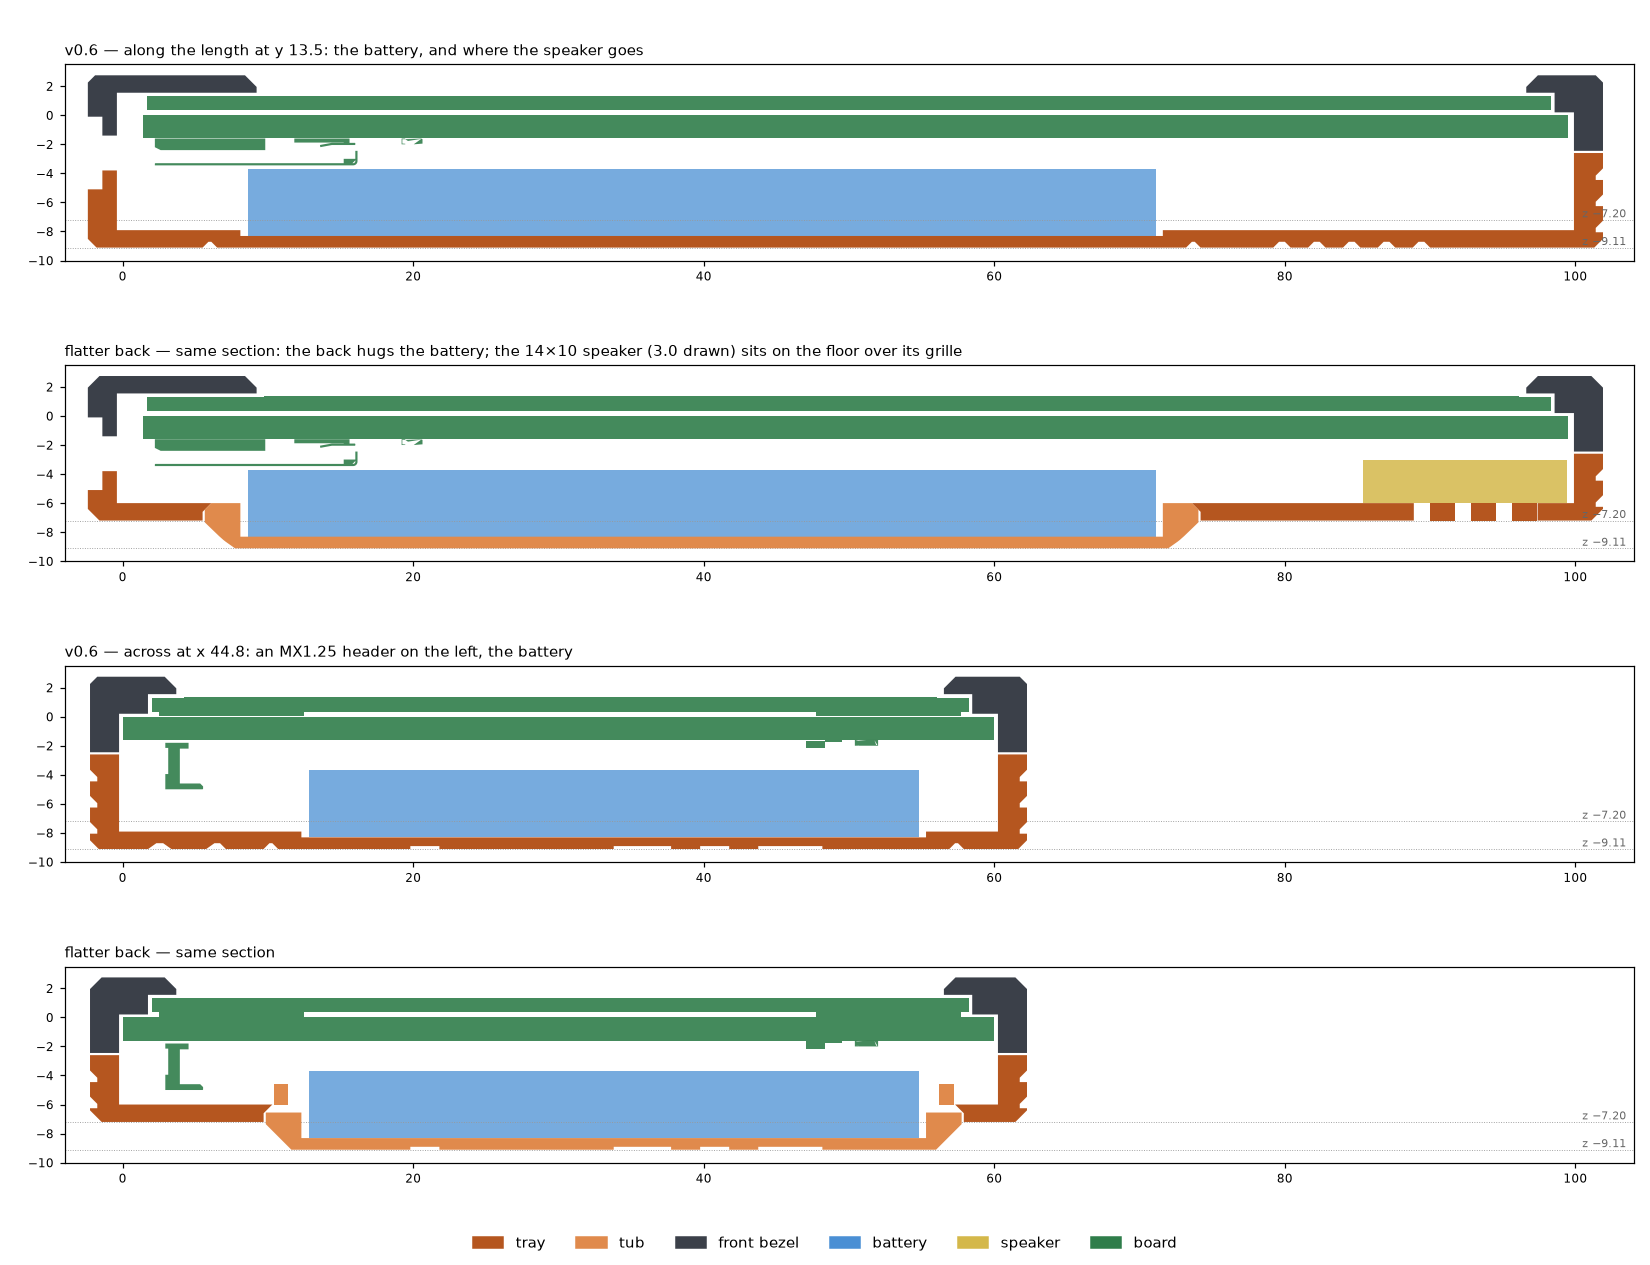 v0.6 — along the length at y 13.5: the battery, and where the speaker goes
2
0
−2
−4
−6
z −7.20
−8
z −9.11
−10
0 20 40 60 80 100
flatter back — same section: the back hugs the battery; the 14×10 speaker (3.0 drawn) sits on the floor over its grille
2
0
−2
−4
−6
z −7.20
−8
z −9.11
−10
0 20 40 60 80 100
v0.6 — across at x 44.8: an MX1.25 header on the left, the battery
2
0
−2
−4
−6
z −7.20
−8
z −9.11
−10
0 20 40 60 80 100
flatter back — same section
2
0
−2
−4
−6
z −7.20
−8
z −9.11
−10
0 20 40 60 80 100
tray tub front bezel battery speaker board